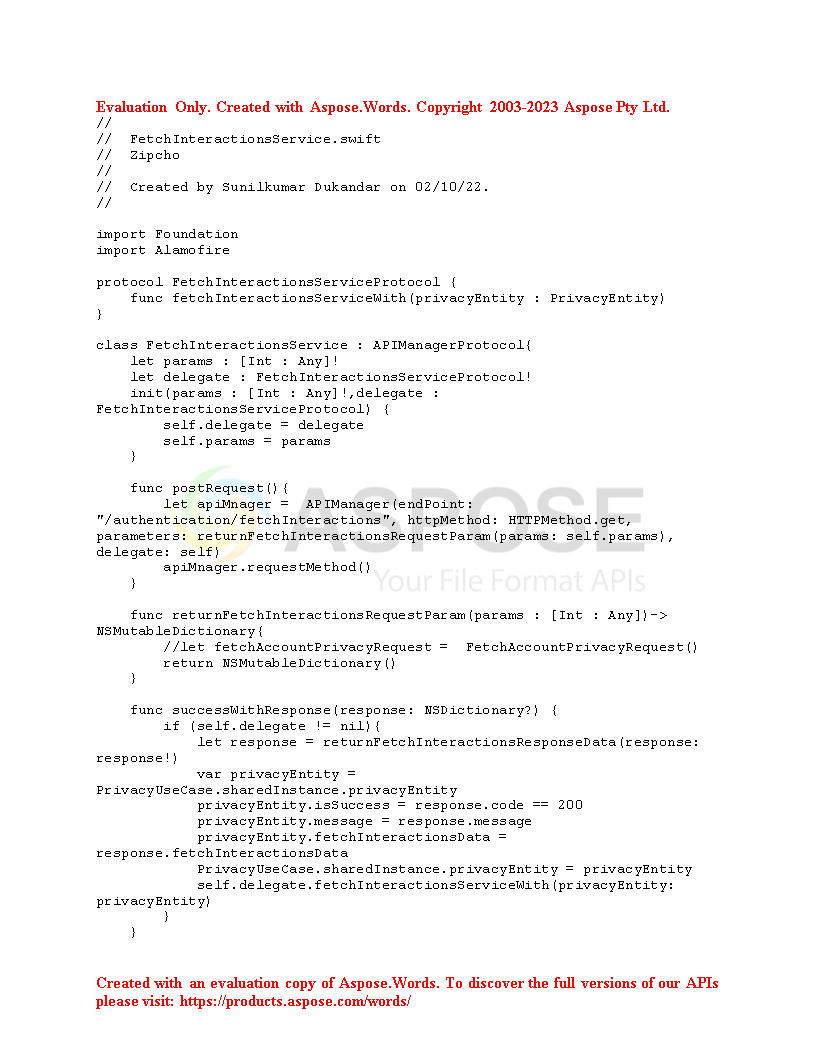 Evaluation Only. Created with Aspose.Words. Copyright 2003-2023 Aspose Pty Ltd.
//
//  FetchInteractionsService.swift
//  Zipcho
//
//  Created by Sunilkumar Dukandar on 02/10/22.
//
import Foundation
import Alamofire
protocol FetchInteractionsServiceProtocol {
    func fetchInteractionsServiceWith(privacyEntity : PrivacyEntity)
}
class FetchInteractionsService : APIManagerProtocol{
    let params : [Int : Any]!
    let delegate : FetchInteractionsServiceProtocol!
    init(params : [Int : Any]!,delegate :
FetchInteractionsServiceProtocol) {
        self.delegate = delegate
        self.params = params
    }
    func postRequest(){
        let apiMnager =  APIManager(endPoint:
"/authentication/fetchInteractions", httpMethod: HTTPMethod.get,
parameters: returnFetchInteractionsRequestParam(params: self.params),
delegate: self)
        apiMnager.requestMethod()
    }
    func returnFetchInteractionsRequestParam(params : [Int : Any])->
NSMutableDictionary{
        //let fetchAccountPrivacyRequest =  FetchAccountPrivacyRequest()
        return NSMutableDictionary()
    }
    func successWithResponse(response: NSDictionary?) {
        if (self.delegate != nil){
            let response = returnFetchInteractionsResponseData(response:
response!)
            var privacyEntity =
PrivacyUseCase.sharedInstance.privacyEntity
            privacyEntity.isSuccess = response.code == 200
            privacyEntity.message = response.message
            privacyEntity.fetchInteractionsData =
response.fetchInteractionsData
            PrivacyUseCase.sharedInstance.privacyEntity = privacyEntity
            self.delegate.fetchInteractionsServiceWith(privacyEntity:
privacyEntity)
        }
    }
ASPOSE
Your File Format APIs
Created with an evaluation copy of Aspose.Words. To discover the full versions of our APIs
please visit: https://products.aspose.com/words/